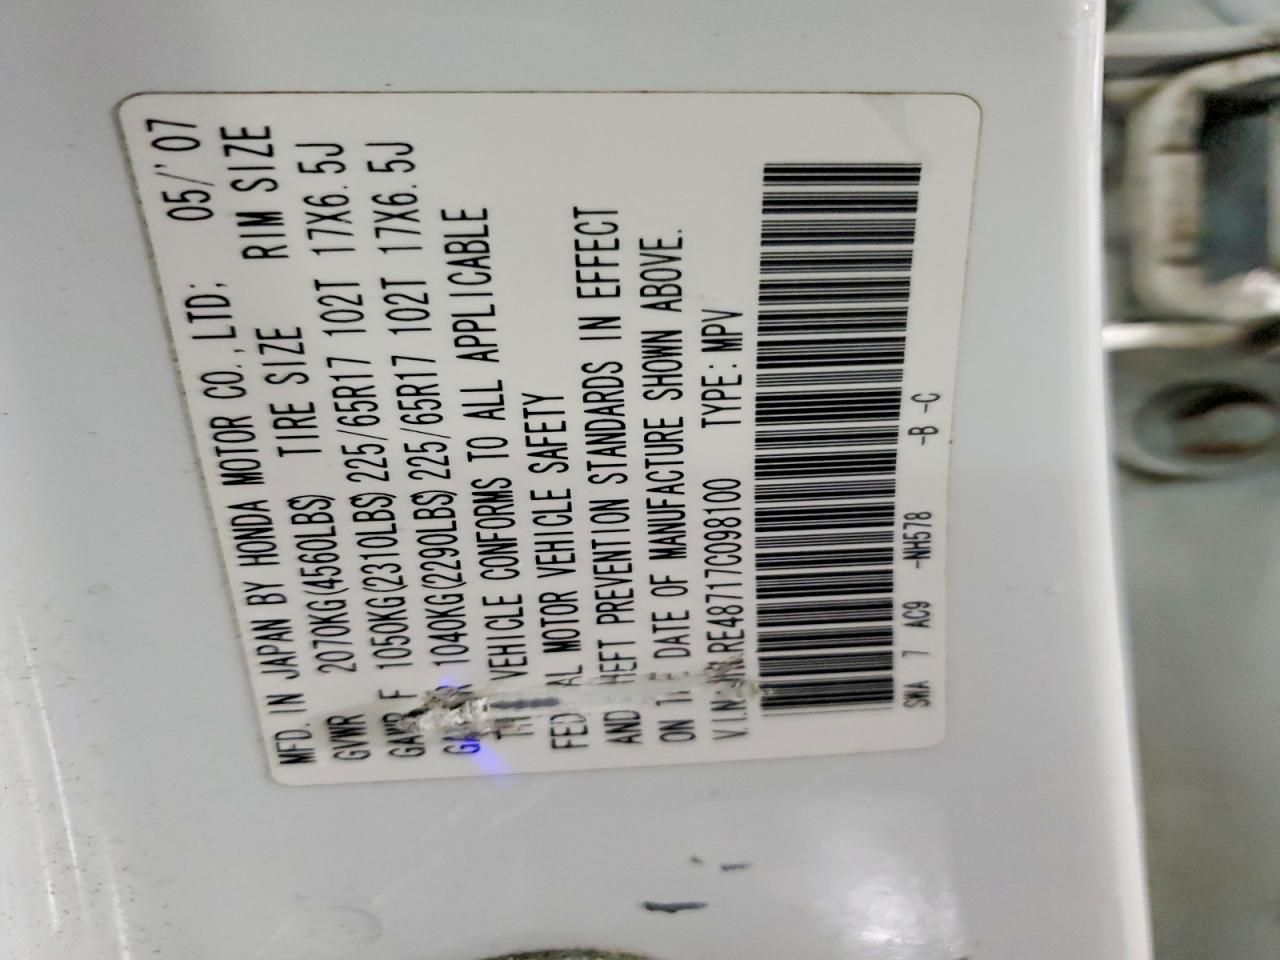 MFD. IN JAPAN BY HONDA MOTOR CO., LTD; 05/'07
GVWR 2070KG(4560LBS) TIRE SIZE RIM SIZE
F 1050KG(2310LBS) 225/65R17 102T 17X6.5J
1040KG(2290LBS) 225/65R17 102T 17X6.5J
VEHICLE CONFORMS TO ALL APPLICABLE
MOTOR VEHICLE SAFETY
AND PREVENTION STANDARDS IN EFFECT
ON DATE OF MANUFACTURE SHOWN ABOVE.
V.I.N. RE48717C098100 TYPE: MPV
SWA 7 AC9 -NH578 -B -C